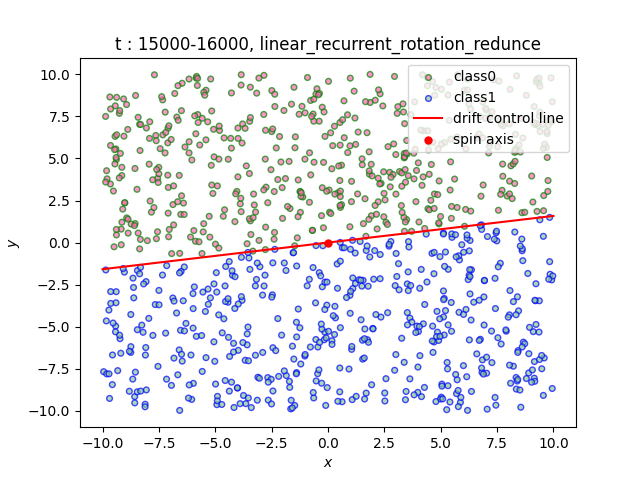 t : 15000-16000, linear_recurrent_rotation_redunce
class0
class1
drift control line
spin axis
10.0
7.5
5.0
2.5
0.0
−2.5
−5.0
−7.5
−10.0
y
−10.0 −7.5 −5.0 −2.5 0.0 2.5 5.0 7.5 10.0
x